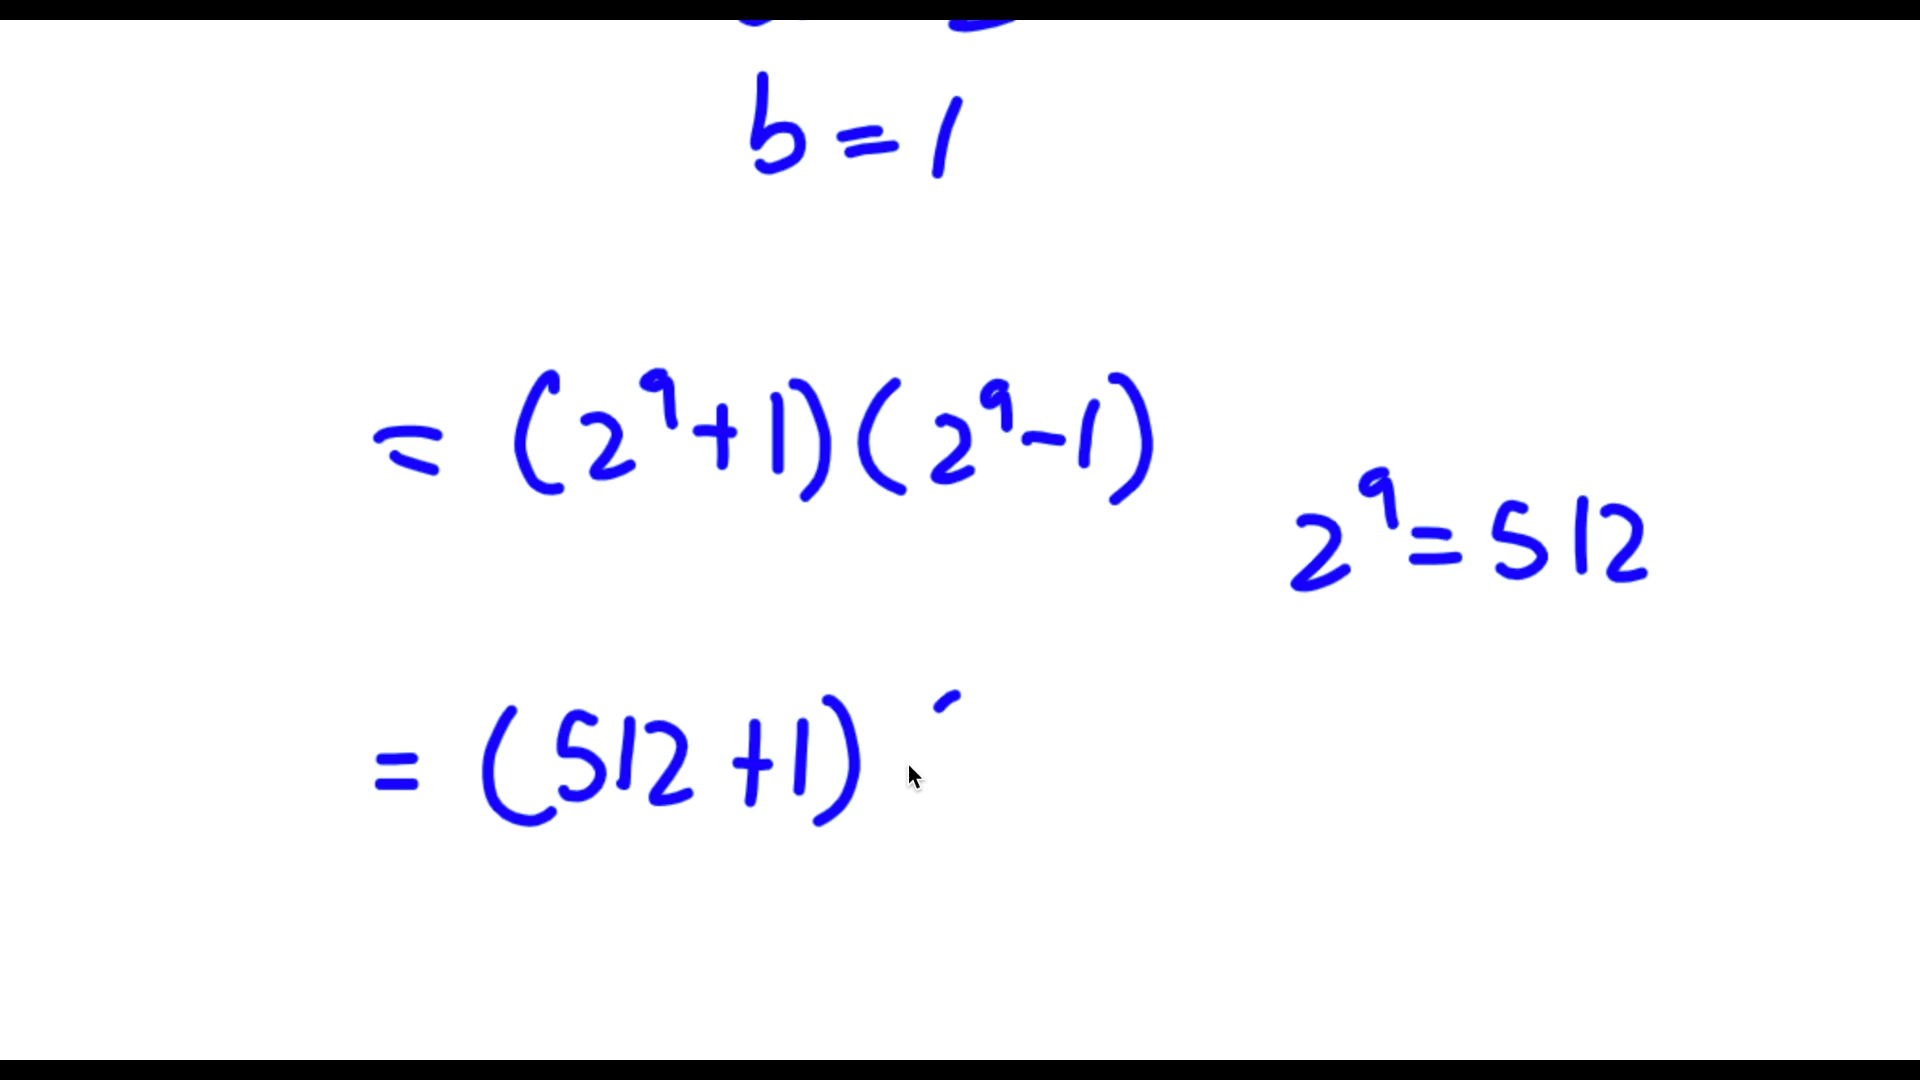 b = 1
= (2⁹ + 1)(2⁹ - 1)
2⁹ = 512
= (512 + 1)